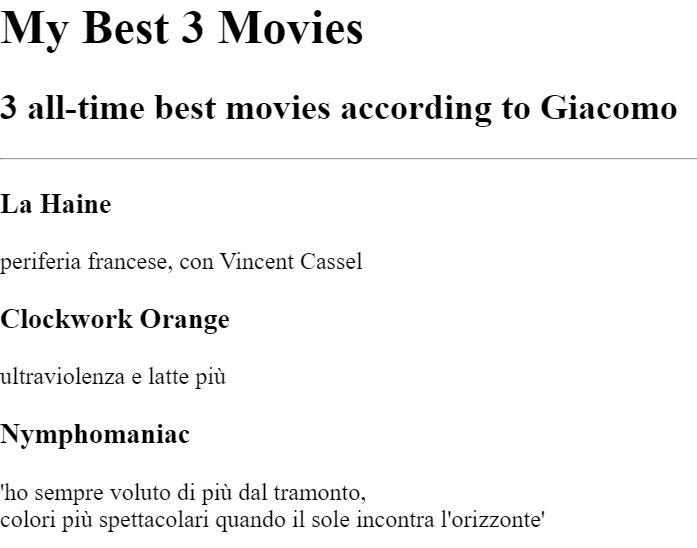 My Best 3 Movies
3 all-time best movies according to Giacomo
La Haine
periferia francese, con Vincent Cassel
Clockwork Orange
ultraviolenza e latte più
Nymphomaniac
'ho sempre voluto di più dal tramonto,
colori più spettacolari quando il sole incontra l'orizzonte'